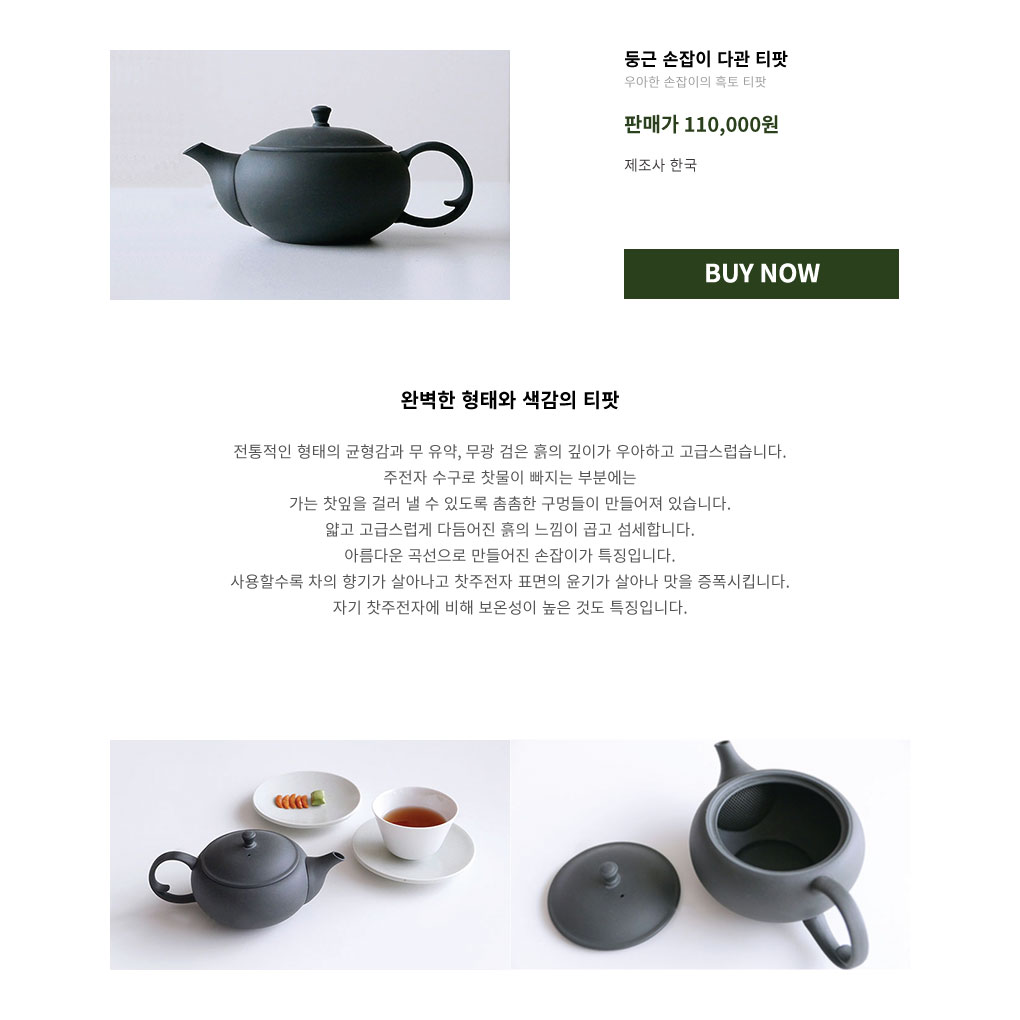 둥근 손잡이 다관 티팟
우아한 손잡이의 흑토 티팟
판매가 110,000원
제조사 한국
BUY NOW
완벽한 형태와 색감의 티팟
전통적인 형태의 균형감과 무 유약, 무광 검은 흙의 깊이가 우아하고 고급스럽습니다.
주전자 수구로 찻물이 빠지는 부분에는
가는 찻잎을 걸러 낼 수 있도록 촘촘한 구멍들이 만들어져 있습니다.
얇고 고급스럽게 다듬어진 흙의 느낌이 곱고 섬세합니다.
아름다운 곡선으로 만들어진 손잡이가 특징입니다.
사용할수록 차의 향기가 살아나고 찻주전자 표면의 윤기가 살아나 맛을 증폭시킵니다.
자기 찻주전자에 비해 보온성이 높은 것도 특징입니다.